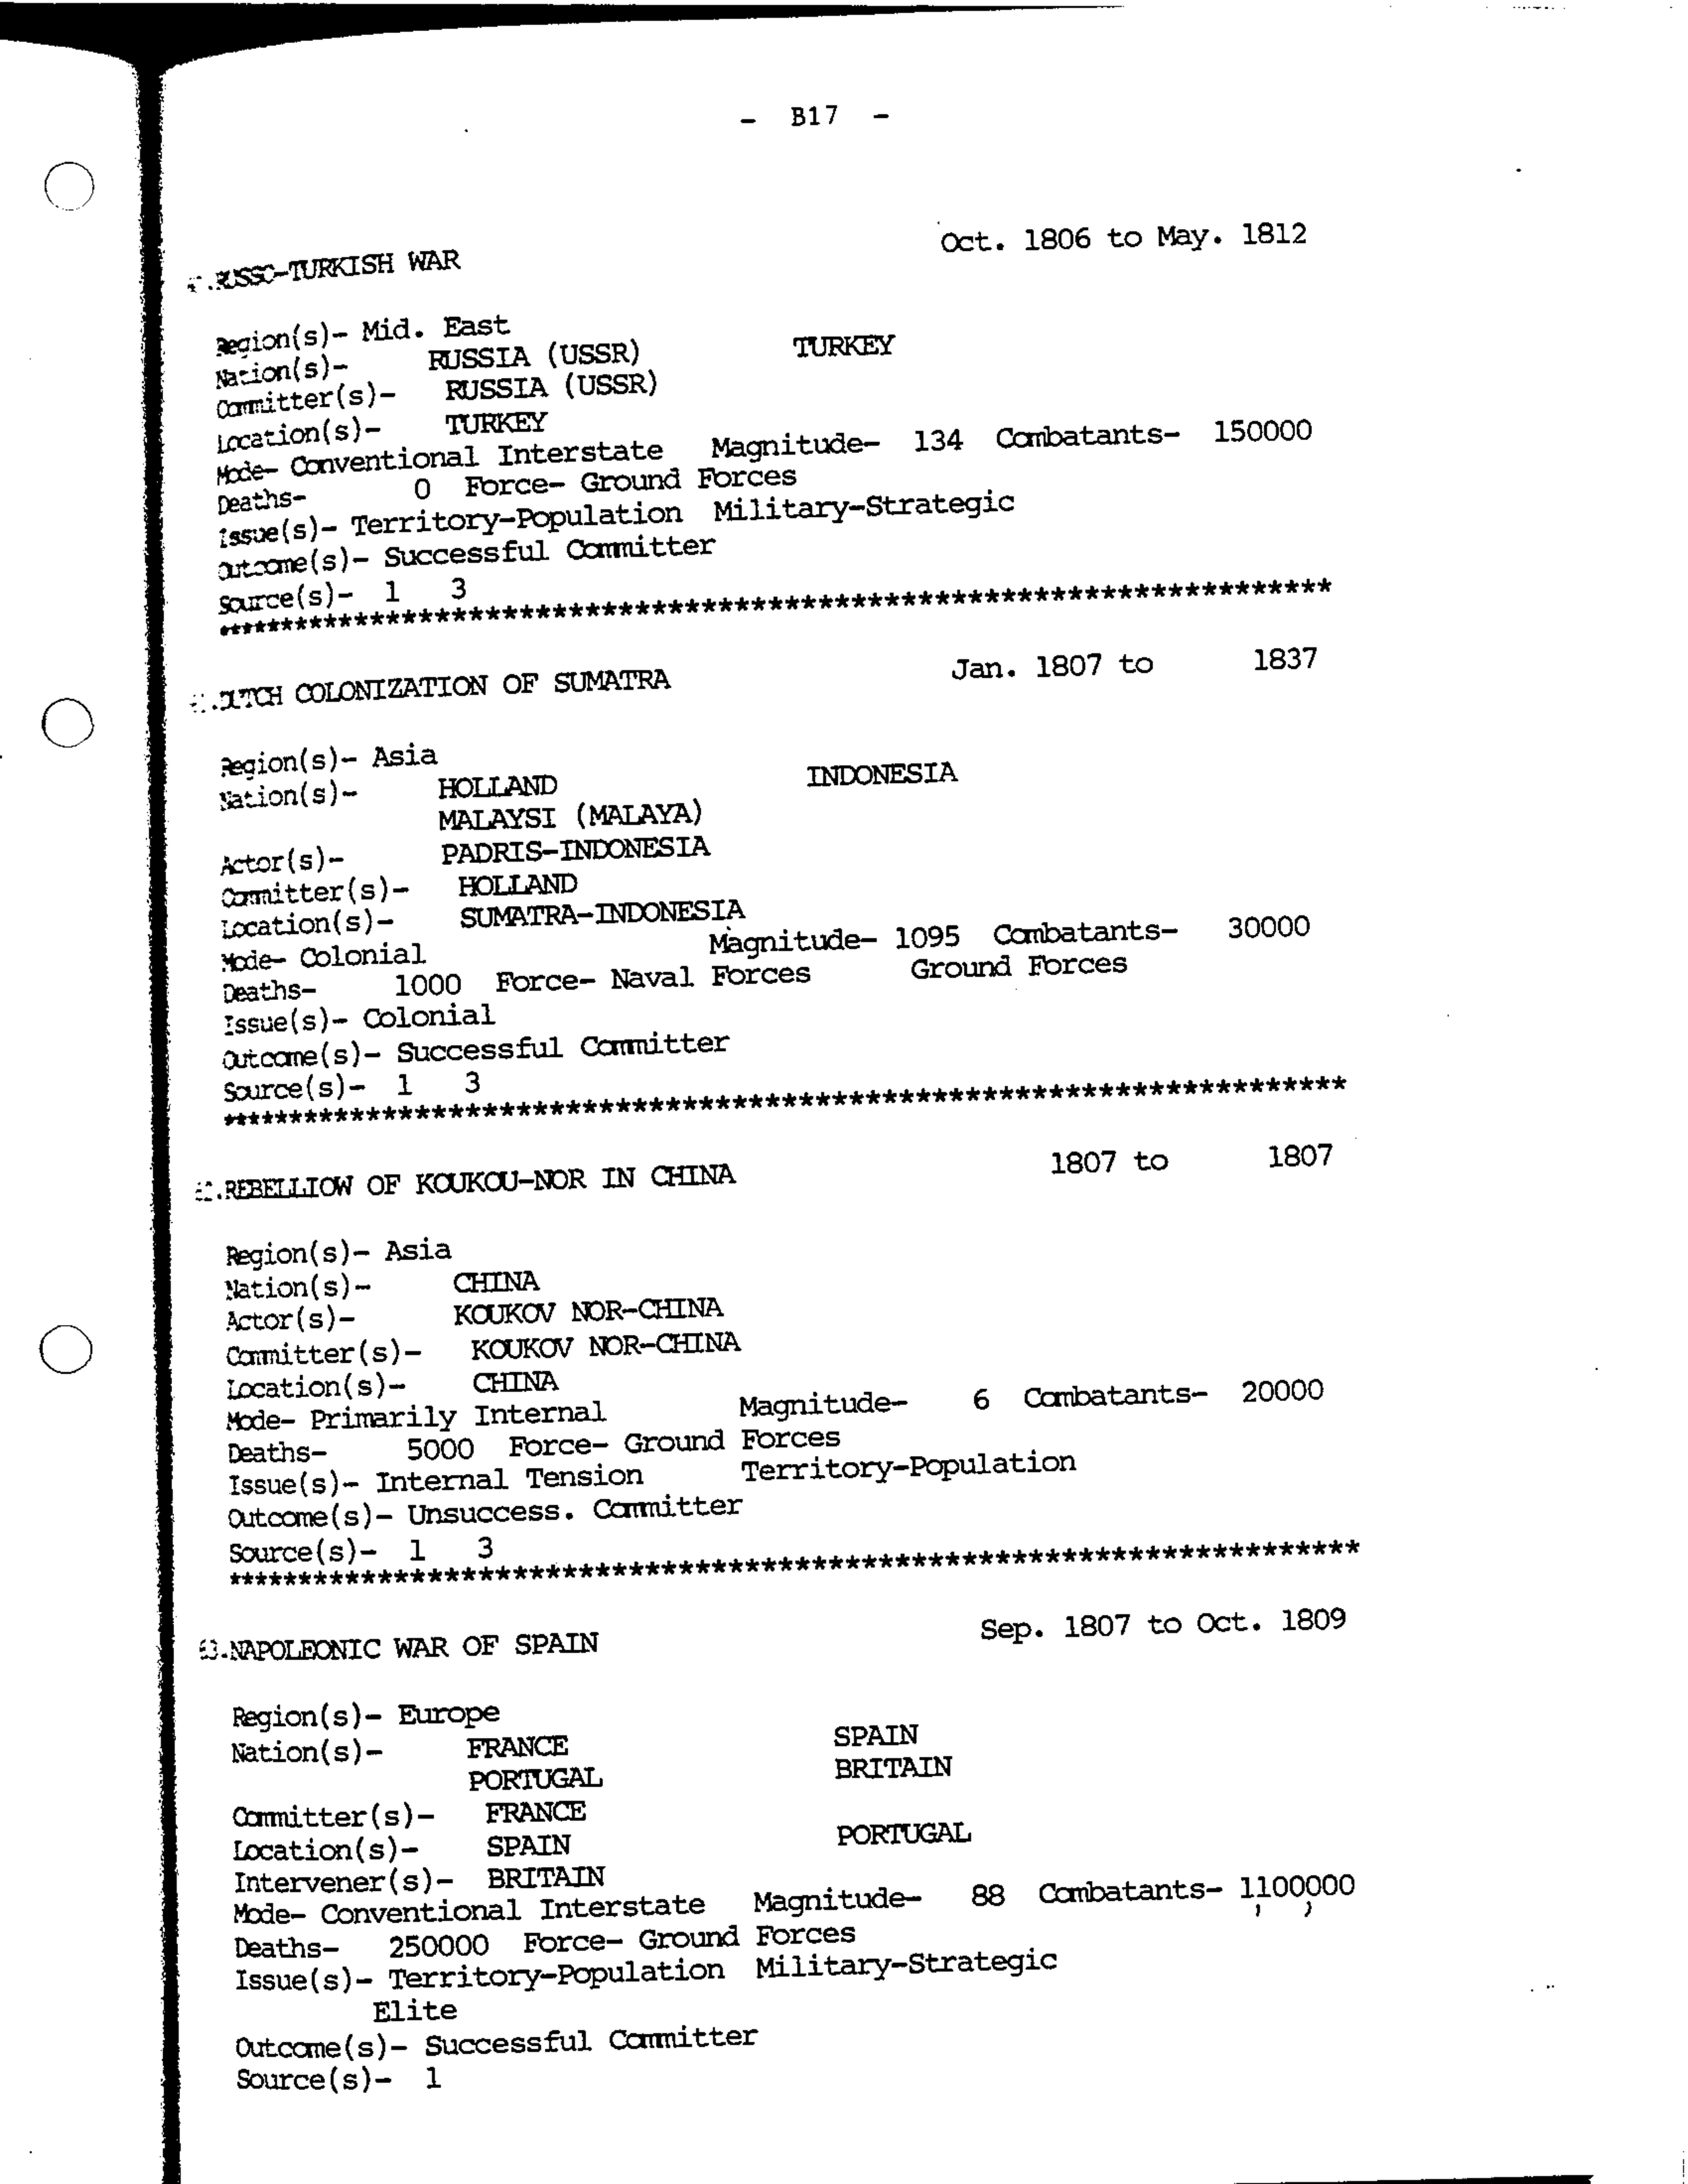 - B17 -
Oct. 1806 to May. 1812
RUSSO-TURKISH WAR
Region(s)- Mid. East
Nation(s)- RUSSIA (USSR) TURKEY
Committer(s)- RUSSIA (USSR)
Location(s)- TURKEY
Mode- Conventional Interstate Magnitude- 134 Combatants- 150000
Deaths- 0 Force- Ground Forces
Issue(s)- Territory-Population Military-Strategic
Outcome(s)- Successful Committer
Source(s)- 1 3
**********************************************************************
DUTCH COLONIZATION OF SUMATRA Jan. 1807 to 1837
Region(s)- Asia
Nation(s)- HOLLAND INDONESIA
MALAYSI (MALAYA)
Actor(s)- PADRIS-INDONESIA
Committer(s)- HOLLAND
Location(s)- SUMATRA-INDONESIA
Mode- Colonial Magnitude- 1095 Combatants- 30000
Deaths- 1000 Force- Naval Forces Ground Forces
Issue(s)- Colonial
Outcome(s)- Successful Committer
Source(s)- 1 3
**********************************************************************
REBELLIOW OF KOUKOU-NOR IN CHINA 1807 to 1807
Region(s)- Asia
Nation(s)- CHINA
Actor(s)- KOUKOV NOR-CHINA
Committer(s)- KOUKOV NOR-CHINA
Location(s)- CHINA
Mode- Primarily Internal Magnitude- 6 Combatants- 20000
Deaths- 5000 Force- Ground Forces
Issue(s)- Internal Tension Territory-Population
Outcome(s)- Unsuccess. Committer
Source(s)- 1 3
**********************************************************************
NAPOLEONIC WAR OF SPAIN Sep. 1807 to Oct. 1809
Region(s)- Europe
Nation(s)- FRANCE SPAIN
PORTUGAL BRITAIN
Committer(s)- FRANCE
Location(s)- SPAIN PORTUGAL
Intervener(s)- BRITAIN
Mode- Conventional Interstate Magnitude- 88 Combatants- 1,100,000
Deaths- 250000 Force- Ground Forces
Issue(s)- Territory-Population Military-Strategic
Elite
Outcome(s)- Successful Committer
Source(s)- 1